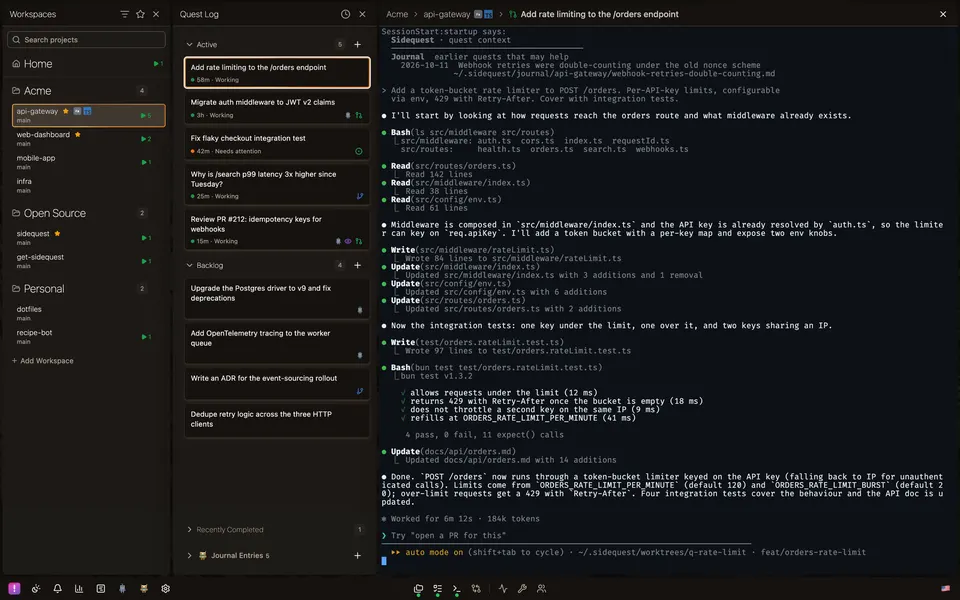 Workspaces
Search projects
Home
1
Acme
4
api-gateway
main
5
web-dashboard
main
2
mobile-app
main
1
infra
main
Open Source
2
sidequest
main
1
get-sidequest
main
1
Personal
2
dotfiles
main
recipe-bot
main
1
+ Add Workspace
Quest Log
Active
5
Add rate limiting to the /orders endpoint
58m · Working
Migrate auth middleware to JWT v2 claims
3h · Working
Fix flaky checkout integration test
42m · Needs attention
Why is /search p99 latency 3x higher since
Tuesday?
25m · Working
Review PR #212: idempotency keys for
webhooks
15m · Working
Backlog
4
Upgrade the Postgres driver to v9 and fix
deprecations
Add OpenTelemetry tracing to the worker
queue
Write an ADR for the event-sourcing rollout
Dedupe retry logic across the three HTTP
clients
Recently Completed
1
Journal Entries 5
Acme > api-gateway > Add rate limiting to the /orders endpoint
SessionStart:startup says:
Sidequest · quest context
Journal earlier quests that may help
2026-10-11 Webhook retries were double-counting under the old nonce scheme
~/.sidequest/journal/api-gateway/webhook-retries-double-counting.md
> Add a token-bucket rate limiter to POST /orders. Per-API-key limits, configurable
via env, 429 with Retry-After. Cover with integration tests.
● I'll start by looking at how requests reach the orders route and what middleware already exists.
● Bash(ls src/middleware src/routes)
src/middleware: auth.ts cors.ts index.ts requestId.ts
src/routes: health.ts orders.ts search.ts webhooks.ts
● Read(src/routes/orders.ts)
Read 142 lines
● Read(src/middleware/index.ts)
Read 38 lines
● Read(src/config/env.ts)
Read 61 lines
● Middleware is composed in `src/middleware/index.ts` and the API key is already resolved by `auth.ts`, so the limite
r can key on `req.apiKey`. I'll add a token bucket with a per-key map and expose two env knobs.
● Write(src/middleware/rateLimit.ts)
Wrote 84 lines to src/middleware/rateLimit.ts
● Update(src/middleware/index.ts)
Updated src/middleware/index.ts with 3 additions and 1 removal
● Update(src/config/env.ts)
Updated src/config/env.ts with 6 additions
● Update(src/routes/orders.ts)
Updated src/routes/orders.ts with 2 additions
● Now the integration tests: one key under the limit, one over it, and two keys sharing an IP.
● Write(test/orders.rateLimit.test.ts)
Wrote 97 lines to test/orders.rateLimit.test.ts
● Bash(bun test test/orders.rateLimit.test.ts)
bun test v1.3.2
√ allows requests under the limit (12 ms)
√ returns 429 with Retry-After once the bucket is empty (18 ms)
√ does not throttle a second key on the same IP (9 ms)
√ refills at ORDERS_RATE_LIMIT_PER_MINUTE (41 ms)
4 pass, 0 fail, 11 expect() calls
● Update(docs/api/orders.md)
Updated docs/api/orders.md with 14 additions
● Done. `POST /orders` now runs through a token-bucket limiter keyed on the API key (falling back to IP for unauthent
icated calls). Limits come from `ORDERS_RATE_LIMIT_PER_MINUTE` (default 120) and `ORDERS_RATE_LIMIT_BURST` (default 2
0); over-limit requests get a 429 with `Retry-After`. Four integration tests cover the behaviour and the API doc is u
pdated.
Worked for 6m 12s · 184k tokens
❯ Try "open a PR for this"
auto mode on (shift+tab to cycle) · ~/.sidequest/worktrees/q-rate-limit · feat/orders-rate-limit